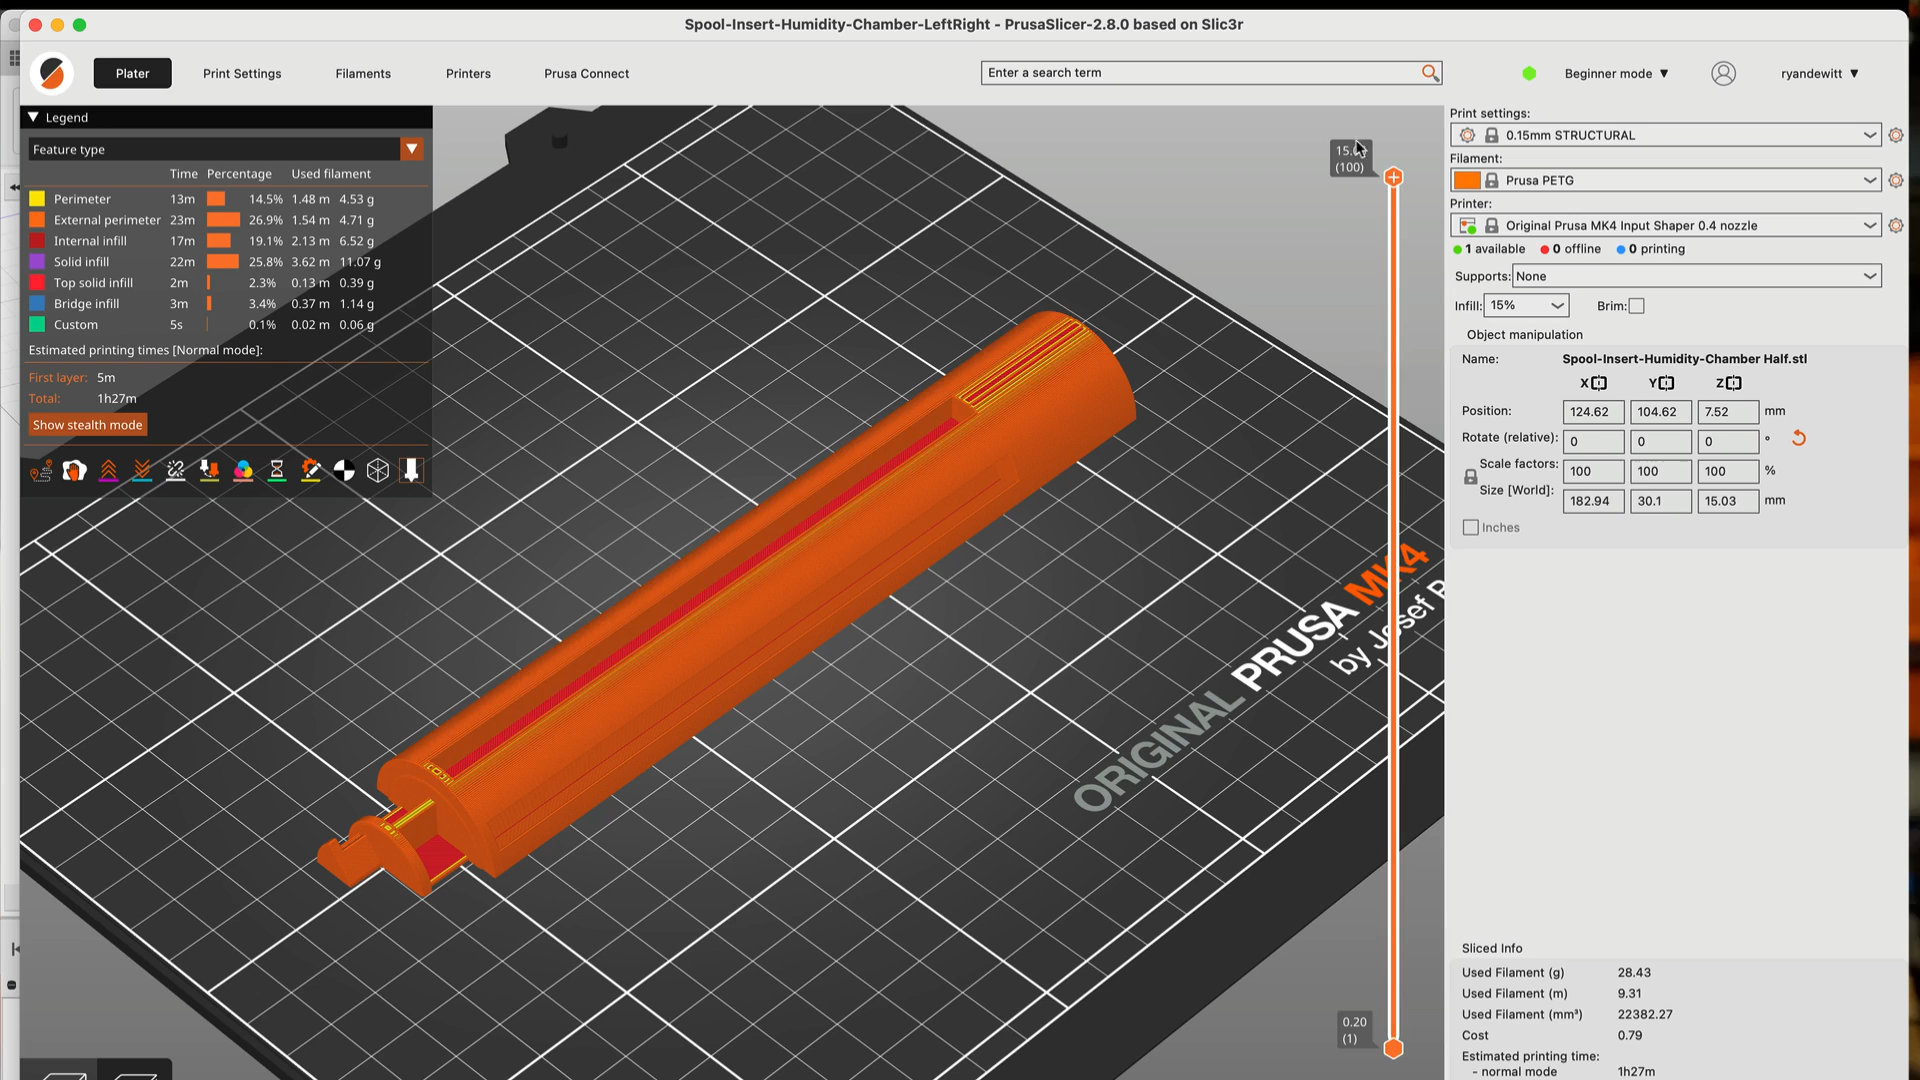 Spool-Insert-Humidity-Chamber-LeftRight - PrusaSlicer-2.8.0 based on Slic3r
Plater
Print Settings
Filaments
Printers
Prusa Connect
Enter a search term
Beginner mode
ryandewitt
Legend
Feature type
Time Percentage Used filament
Perimeter 13m 14.5% 1.48 m 4.53 g
External perimeter 23m 26.9% 1.54 m 4.71 g
Internal infill 17m 19.1% 2.13 m 6.52 g
Solid infill 22m 25.8% 3.62 m 11.07 g
Top solid infill 2m 2.3% 0.13 m 0.39 g
Bridge infill 3m 3.4% 0.37 m 1.14 g
Custom 5s 0.1% 0.02 m 0.06 g
Estimated printing times [Normal mode]:
First layer: 5m
Total: 1h27m
Show stealth mode
(100)
ORIGINAL PRUSA MK4
by Josef
0.20
(1)
Print settings:
0.15mm STRUCTURAL
Filament:
Prusa PETG
Printer:
Original Prusa MK4 Input Shaper 0.4 nozzle
1 available 0 offline 0 printing
Supports: None
Infill: 15% Brim:
Object manipulation
Name: Spool-Insert-Humidity-Chamber Half.stl
X Y Z
Position: 124.62 104.62 7.52 mm
Rotate (relative): 0 0 0 °
Scale factors: 100 100 100 %
Size [World]: 182.94 30.1 15.03 mm
Inches
Sliced Info
Used Filament (g) 28.43
Used Filament (m) 9.31
Used Filament (mm³) 22382.27
Cost 0.79
Estimated printing time:
- normal mode 1h27m